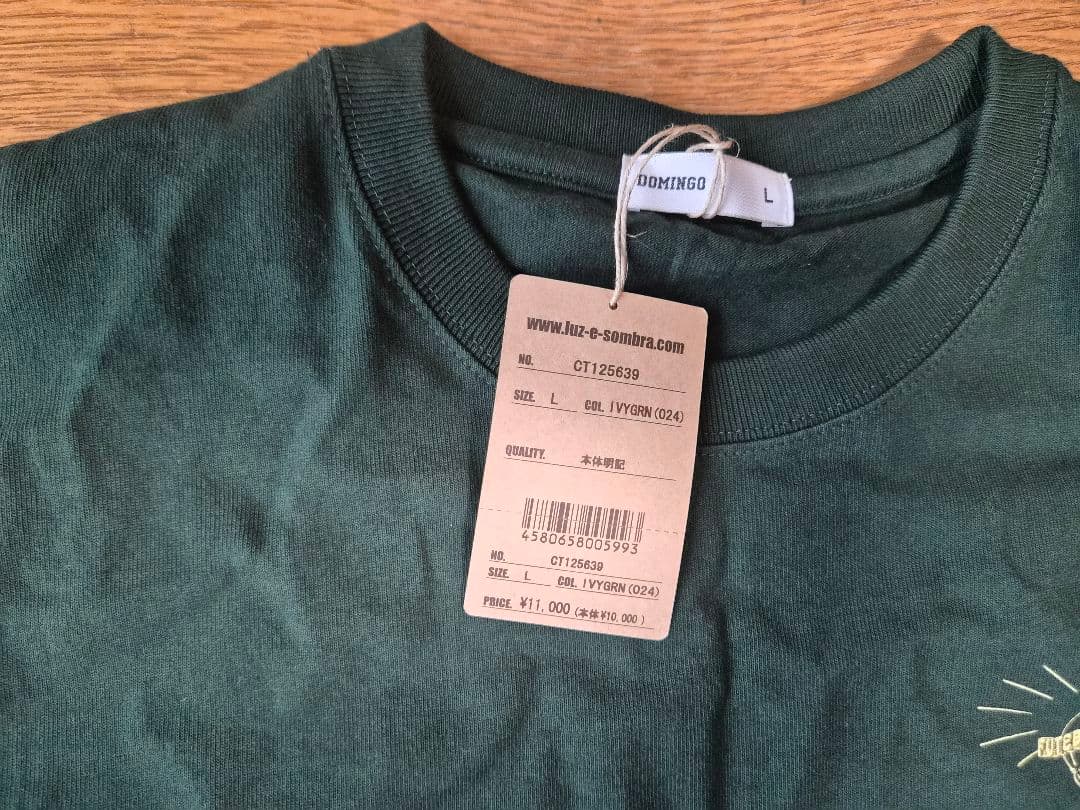 DOMINGO
L
www.luz-e-sombra.com
NO. CT125639
SIZE. L COL. IVYGRN(024)
QUALITY. 本体明記
4580658005993
NO. CT125639
SIZE. L COL. IVYGRN(024)
PRICE. ¥11,000 (本体¥10,000 )